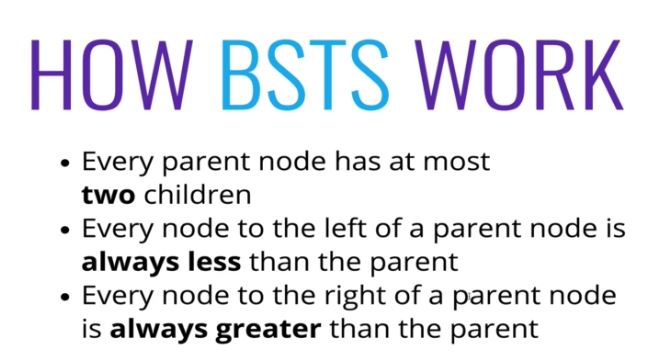 HOW BSTS WORK
• Every parent node has at most
two children
• Every node to the left of a parent node is
always less than the parent
• Every node to the right of a parent node
is always greater than the parent